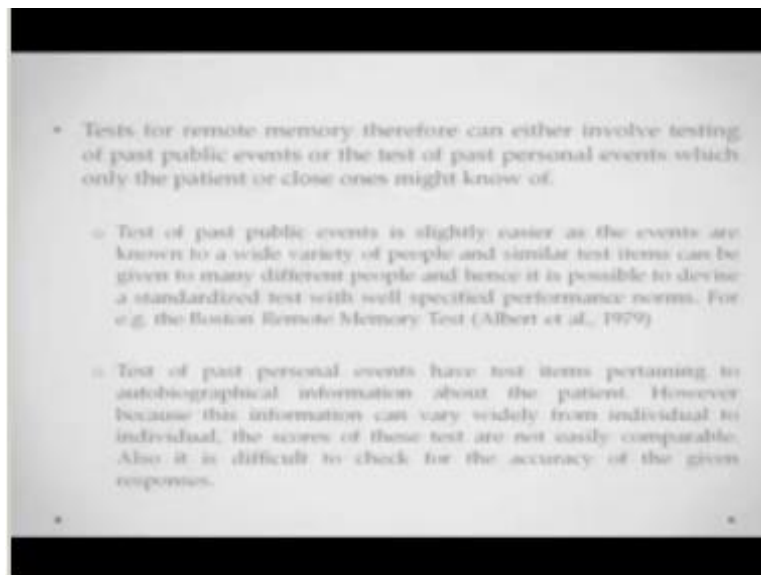 • Tests for remote memory therefore can either involve testing
of past public events or the test of past personal events which
only the patient or close ones might know of.
o Test of past public events is slightly easier as the events are
known to a wide variety of people and similar test items can be
given to many different people and hence it is possible to devise
a standardized test with well specified performance norms. For
e.g. the Boston Remote Memory Test (Albert et al., 1979)
o Test of past personal events have test items pertaining to
autobiographical information about the patient. However
because this information can vary widely from individual to
individual, the scores of these test are not easily comparable.
Also it is difficult to check for the accuracy of the given
responses.